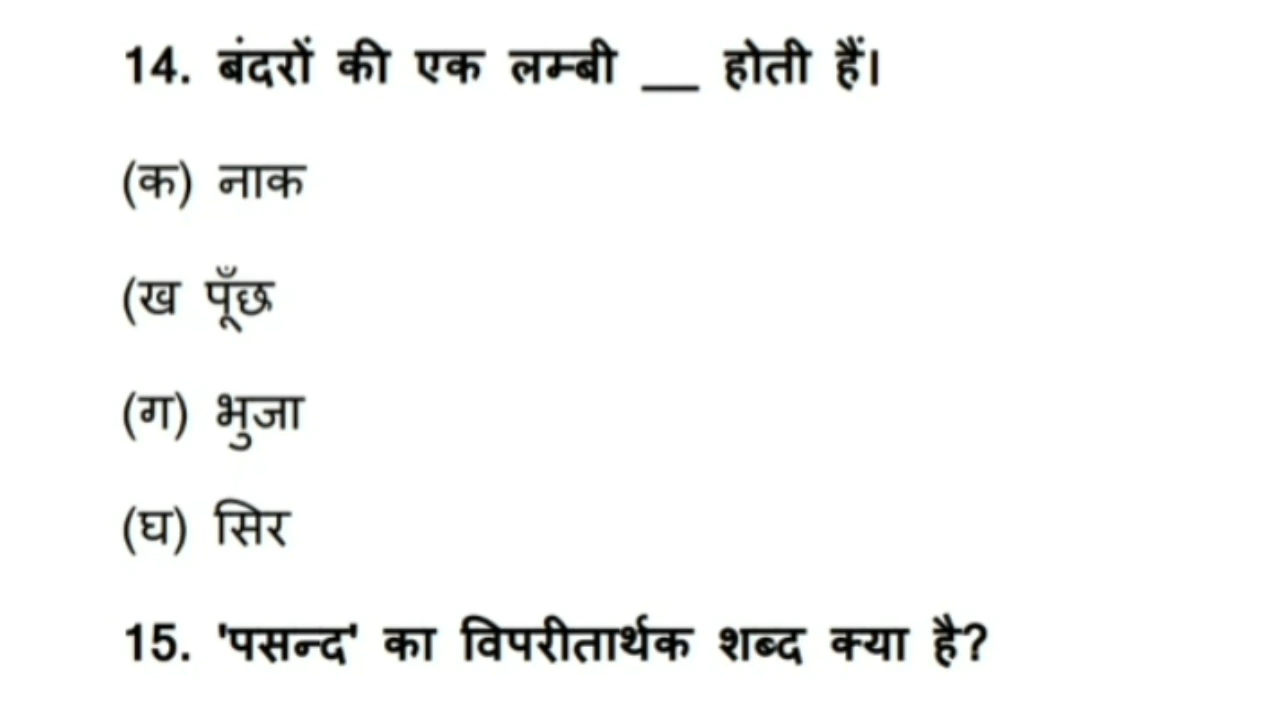 14. बंदरों की एक लम्बी __ होती हैं।
(क) नाक
(ख पूँछ
(ग) भुजा
(घ) सिर
15. 'पसन्द' का विपरीतार्थक शब्द क्या है?